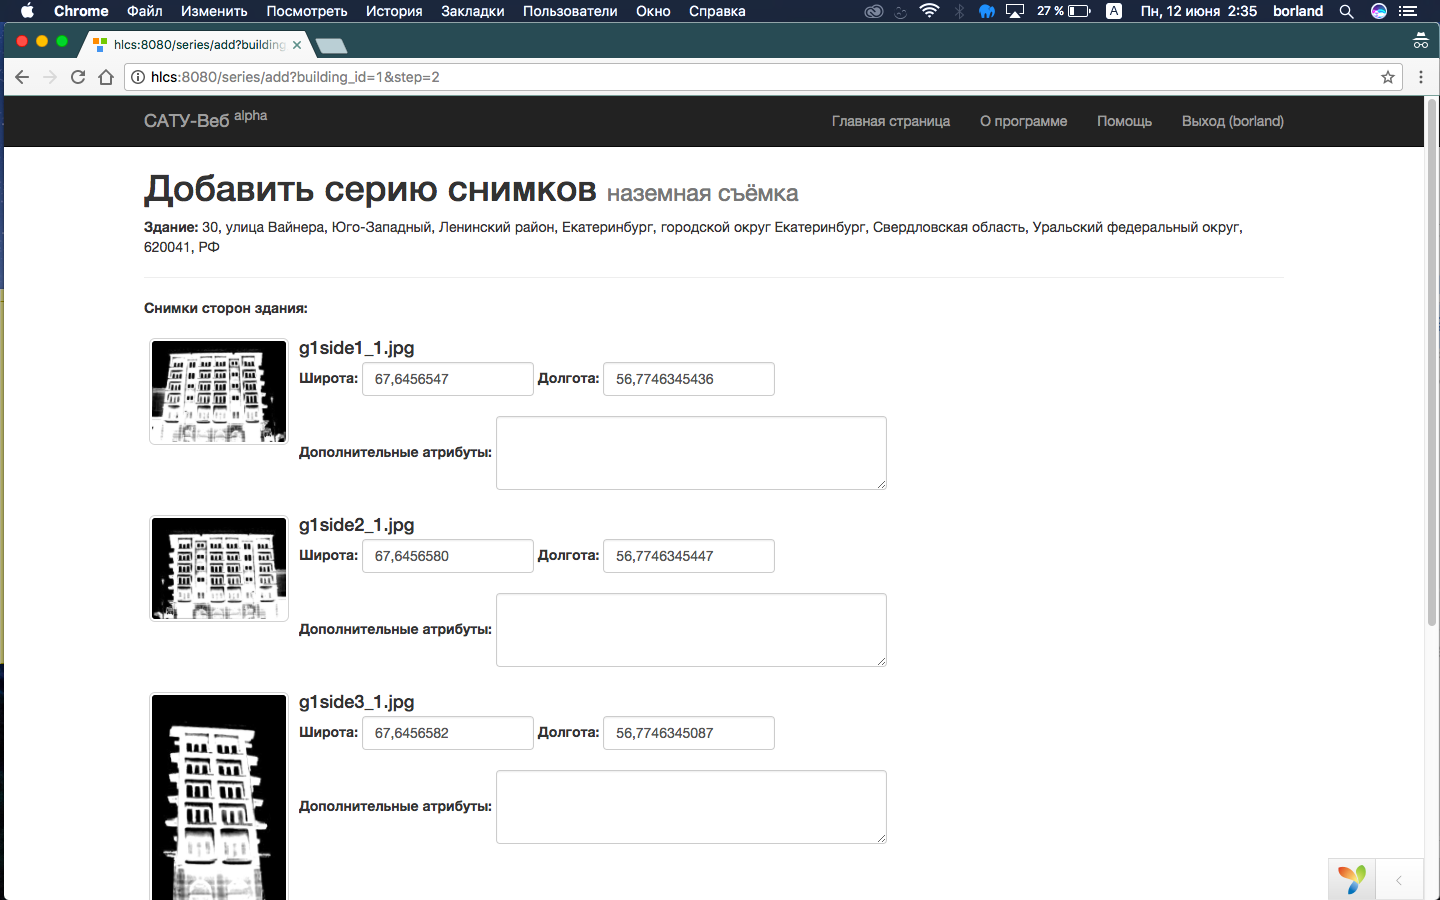 Chrome Файл Изменить Посмотреть История Закладки Пользователи Окно Справка 27 % A Пн, 12 июня 2:35 borland
hlcs:8080/series/add?building
hlcs:8080/series/add?building_id=1&step=2
САТУ-Веб alpha Главная страница О программе Помощь Выход (borland)
Добавить серию снимков наземная съёмка
Здание: 30, улица Вайнера, Юго-Западный, Ленинский район, Екатеринбург, городской округ Екатеринбург, Свердловская область, Уральский федеральный округ,
620041, РФ
Снимки сторон здания:
g1side1_1.jpg
Широта: 67,6456547 Долгота: 56,7746345436
Дополнительные атрибуты:
g1side2_1.jpg
Широта: 67,6456580 Долгота: 56,7746345447
Дополнительные атрибуты:
g1side3_1.jpg
Широта: 67,6456582 Долгота: 56,7746345087
Дополнительные атрибуты: